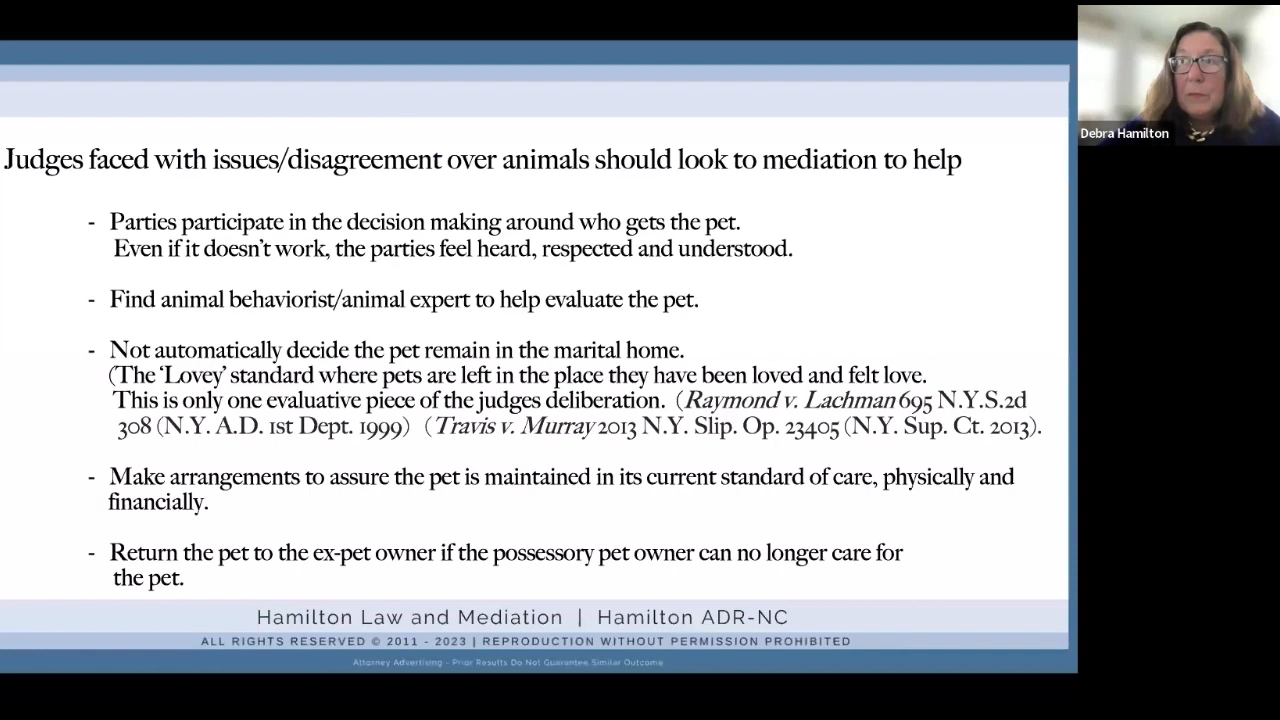 Judges faced with issues/disagreement over animals should look to mediation to help
- Parties participate in the decision making around who gets the pet.
Even if it doesn't work, the parties feel heard, respected and understood.
- Find animal behaviorist/animal expert to help evaluate the pet.
- Not automatically decide the pet remain in the marital home.
(The 'Lovey' standard where pets are left in the place they have been loved and felt love.
This is only one evaluative piece of the judges deliberation. (Raymond v. Lachman 695 N.Y.S.2d
308 (N.Y. A.D. 1st Dept. 1999) (Travis v. Murray 2013 N.Y. Slip. Op. 23405 (N.Y. Sup. Ct. 2013).
- Make arrangements to assure the pet is maintained in its current standard of care, physically and
financially.
- Return the pet to the ex-pet owner if the possessory pet owner can no longer care for
the pet.
Hamilton Law and Mediation | Hamilton ADR-NC
ALL RIGHTS RESERVED © 2011 - 2023 | REPRODUCTION WITHOUT PERMISSION PROHIBITED
Attorney Advertising - Prior Results Do Not Guarantee Similar Outcome
Debra Hamilton